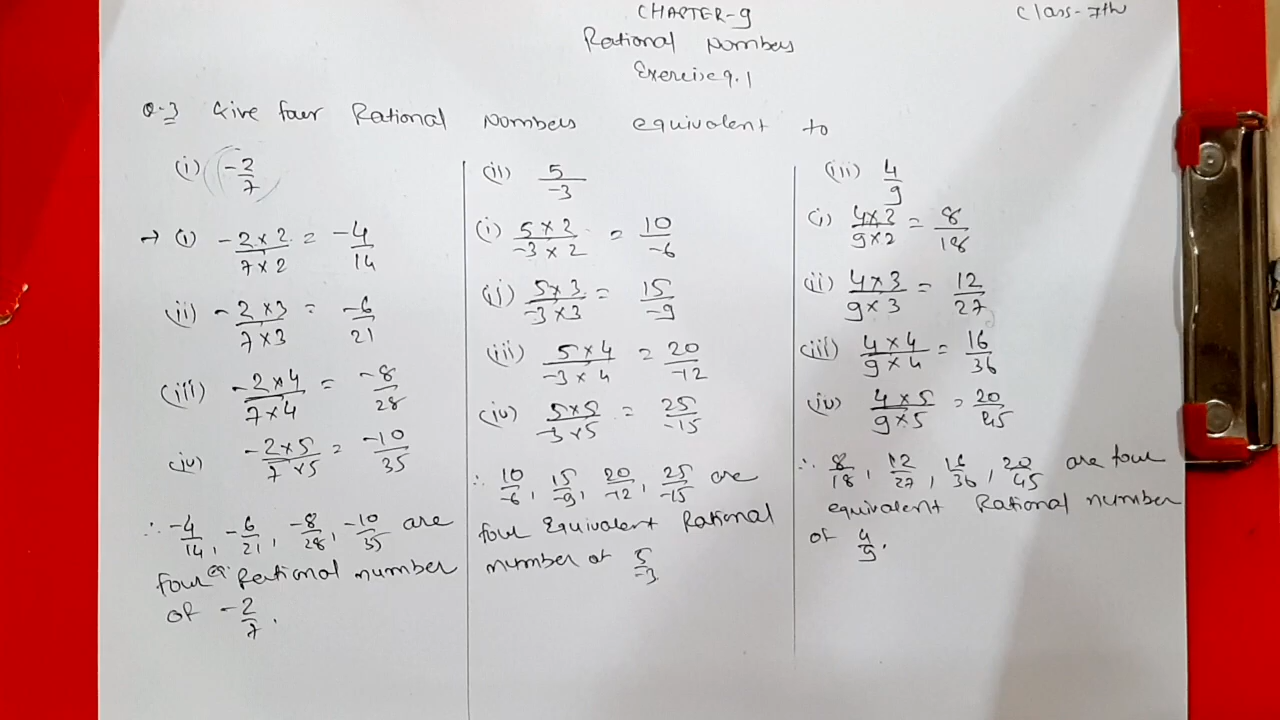 CHAPTER-9
Class-7th
Rational Numbers
Exercise 9.1
Q.3 Give four Rational Numbers equivalent to
(i) -2/7
→ (i) -2×2/7×2 = -4/14
(ii) -2×3/7×3 = -6/21
(iii) -2×4/7×4 = -8/28
(iv) -2×5/7×5 = -10/35
∴ -4/14, -6/21, -8/28, -10/35 are
four eq. Rational number
of -2/7.
(ii) 5/-3
(i) 5×2/-3×2 = 10/-6
(ii) 5×3/-3×3 = 15/-9
(iii) 5×4/-3×4 = 20/-12
(iv) 5×5/-3×5 = 25/-15
∴ 10/-6, 15/-9, 20/-12, 25/-15 are
four Equivalent Rational
number of 5/-3
(iii) 4/9
(i) 4×2/9×2 = 8/18
(ii) 4×3/9×3 = 12/27
(iii) 4×4/9×4 = 16/36
(iv) 4×5/9×5 = 20/45
∴ 8/18, 12/27, 16/36, 20/45 are four
equivalent Rational number
of 4/9.